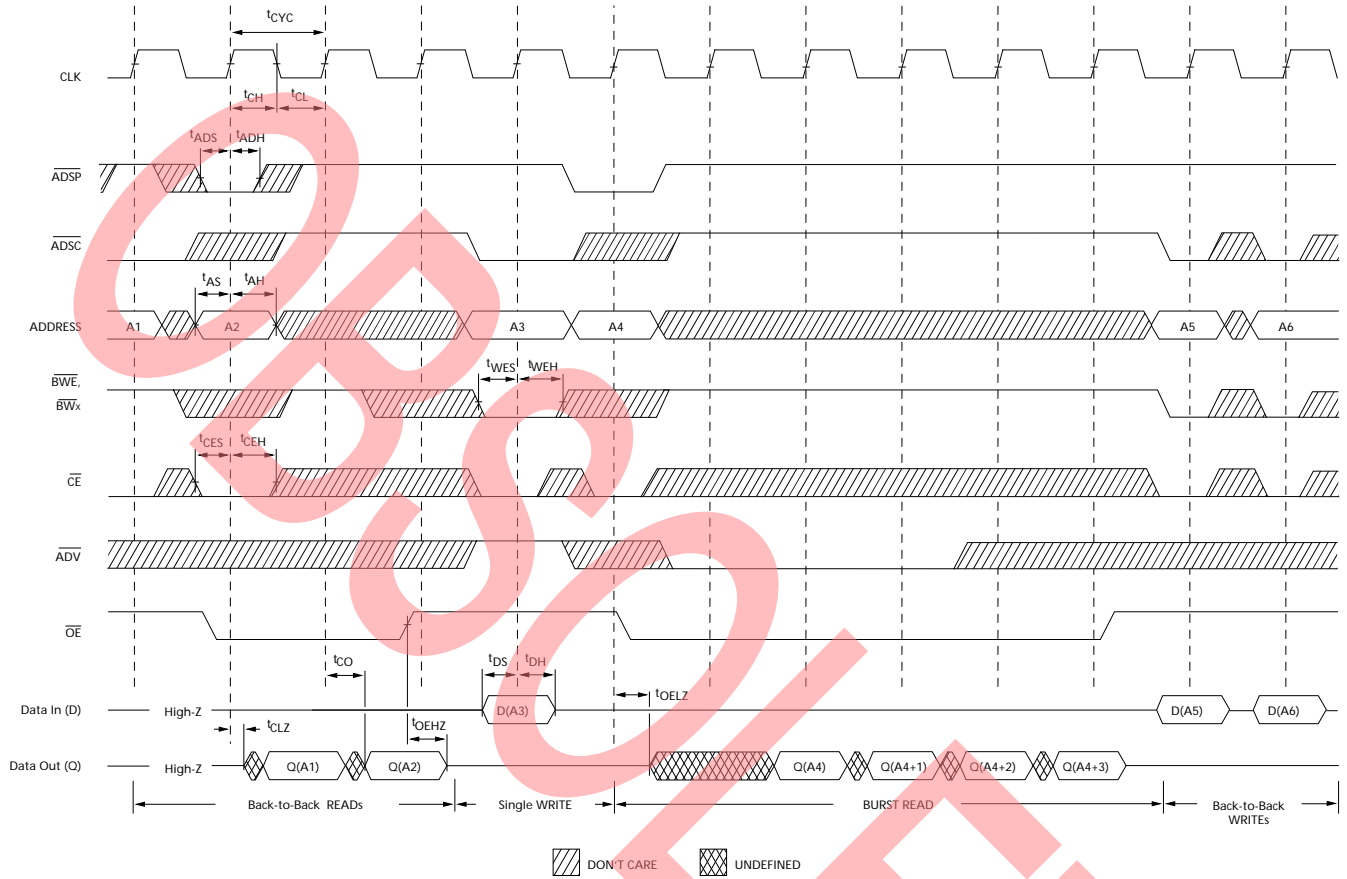 tCYC
CLK
tCH
tCL
tADS
tADH
ADSP
ADSC
tAS
tAH
ADDRESS
A1
A2
A3
A4
A5
A6
BWE,
BWx
tWES
tWEH
tCES
tCEH
CE
ADV
OE
tCO
tDS
tDH
tOELZ
Data In (D)
High-Z
D(A3)
D(A5)
D(A6)
tCLZ
tOEHZ
Data Out (Q)
High-Z
Q(A1)
Q(A2)
Q(A4)
Q(A4+1)
Q(A4+2)
Q(A4+3)
Back-to-Back READs
Single WRITE
BURST READ
Back-to-Back
WRITEs
DON'T CARE
UNDEFINED